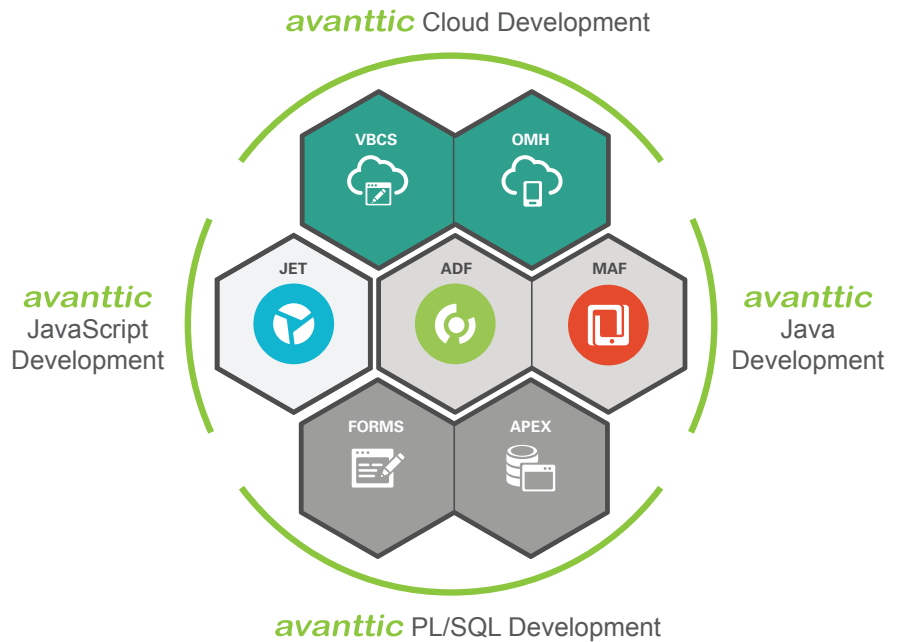 avanttic Cloud Development
VBCS
OMH
JET
ADF
MAF
avanttic
JavaScript
Development
avanttic
Java
Development
FORMS
APEX
avanttic PL/SQL Development